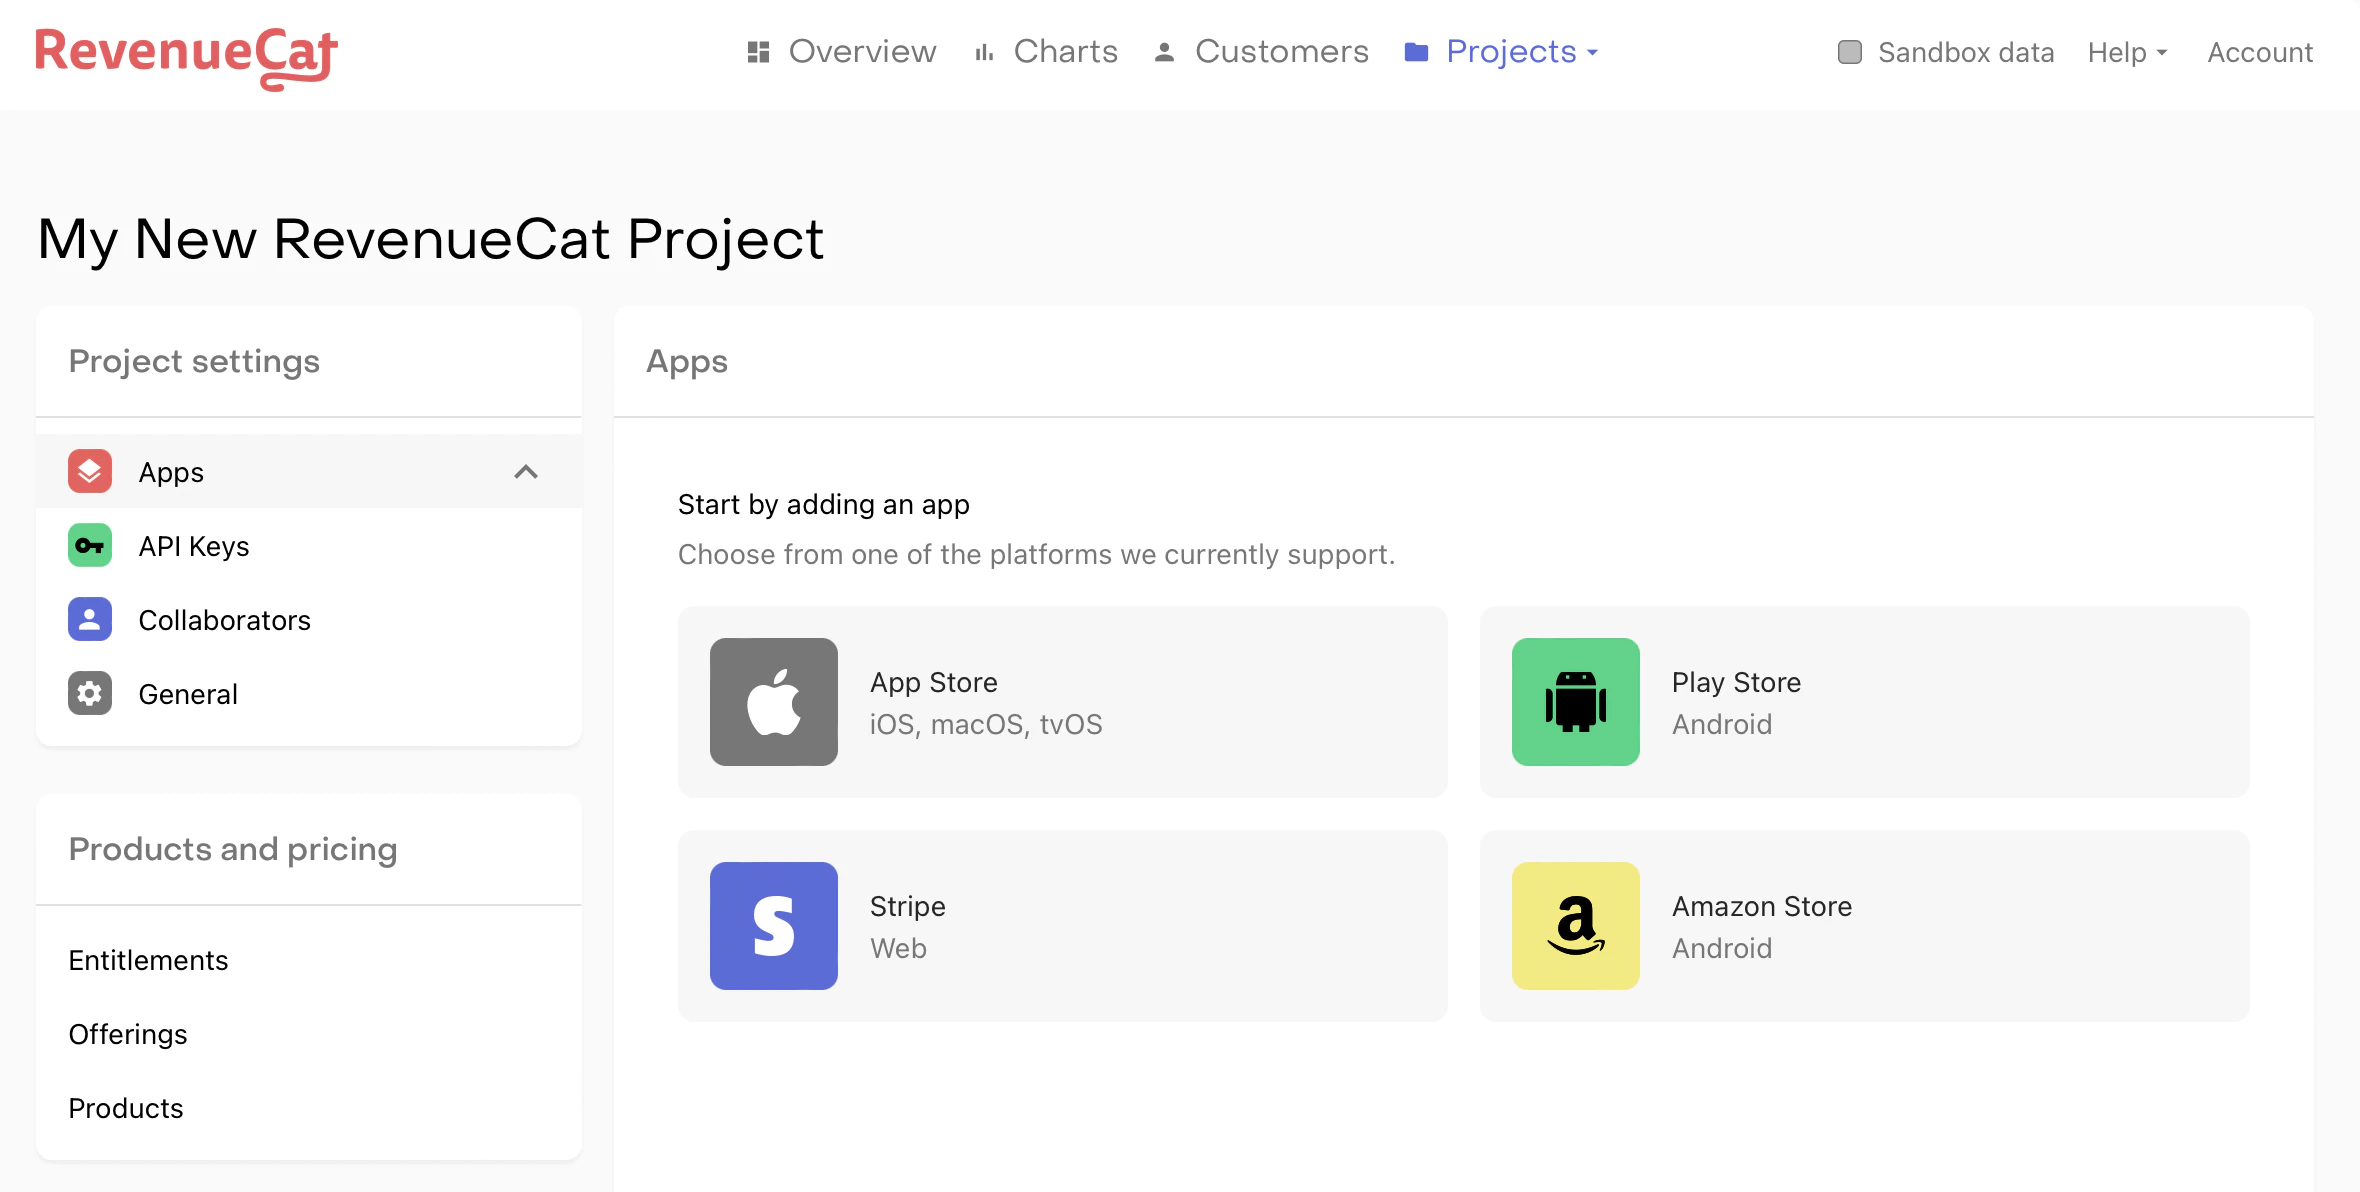 RevenueCat
Overview
Charts
Customers
Projects
Sandbox data
Help
Account
My New RevenueCat Project
Project settings
Apps
API Keys
Collaborators
General
Products and pricing
Entitlements
Offerings
Products
Apps
Start by adding an app
Choose from one of the platforms we currently support.
App Store
iOS, macOS, tvOS
Play Store
Android
S
Stripe
Web
a
Amazon Store
Android